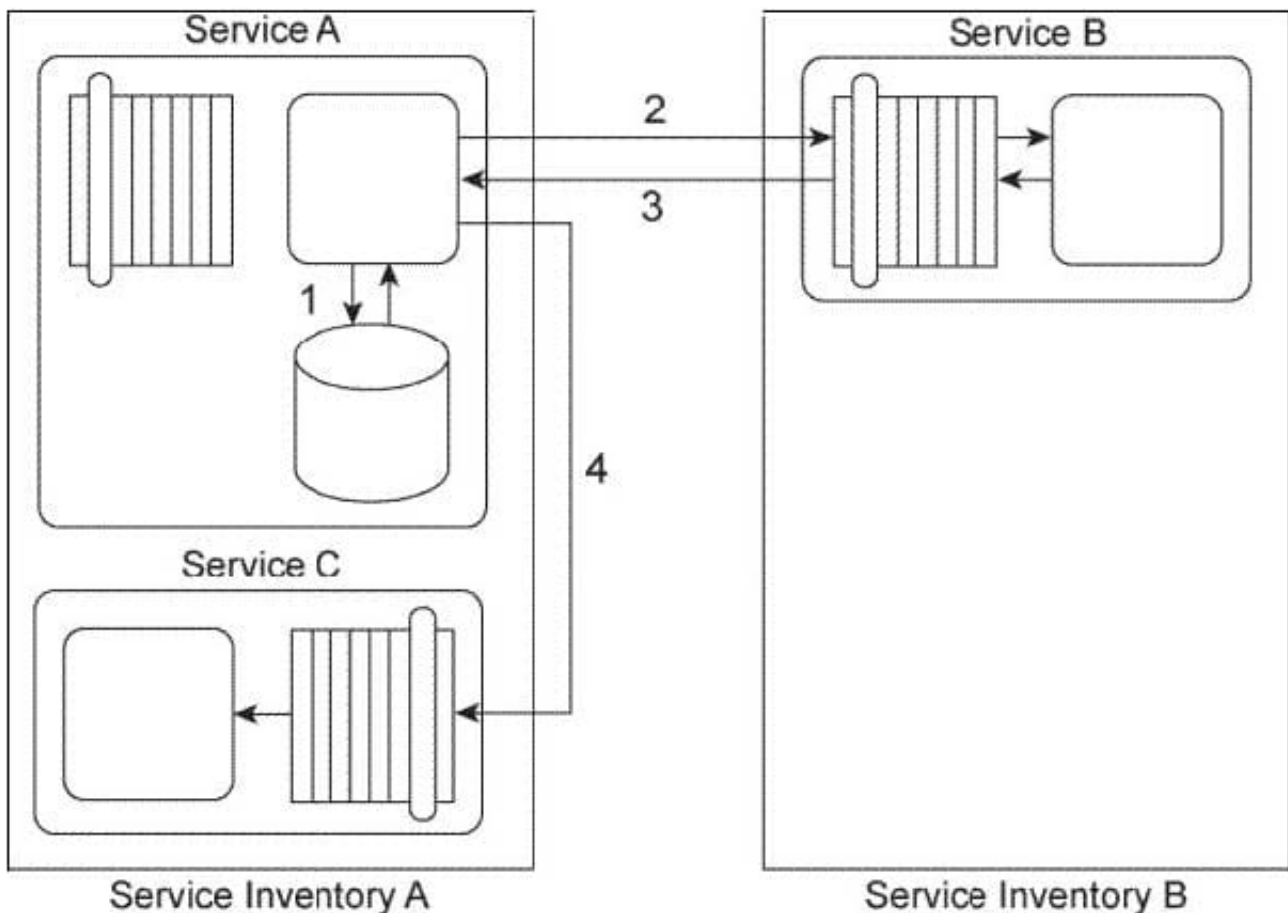 Service A
Service B
2
3
1
4
Service C
Service Inventory A
Service Inventory B